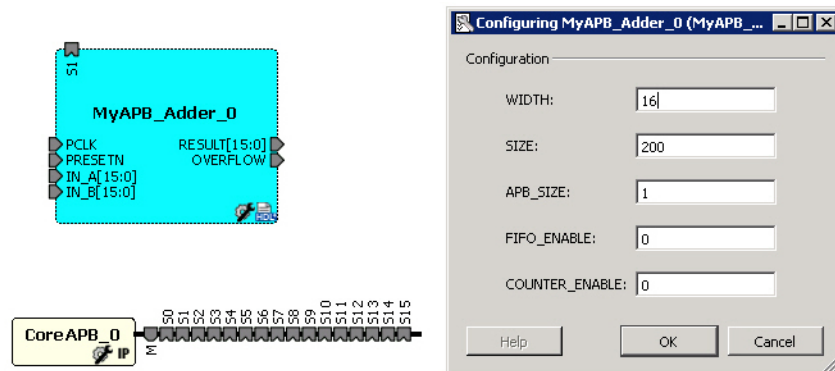 S1
MyAPB_Adder_0
PCLK
PRESETN
IN_A[15:0]
IN_B[15:0]
RESULT[15:0]
OVERFLOW
CoreAPB_0
IP
M
S0
S1
S2
S3
S4
S5
S6
S7
S8
S9
S10
S11
S12
S13
S14
S15
Configuring MyAPB_Adder_0 (MyAPB_...
Configuration
WIDTH: 16
SIZE: 200
APB_SIZE: 1
FIFO_ENABLE: 0
COUNTER_ENABLE: 0
Help OK Cancel